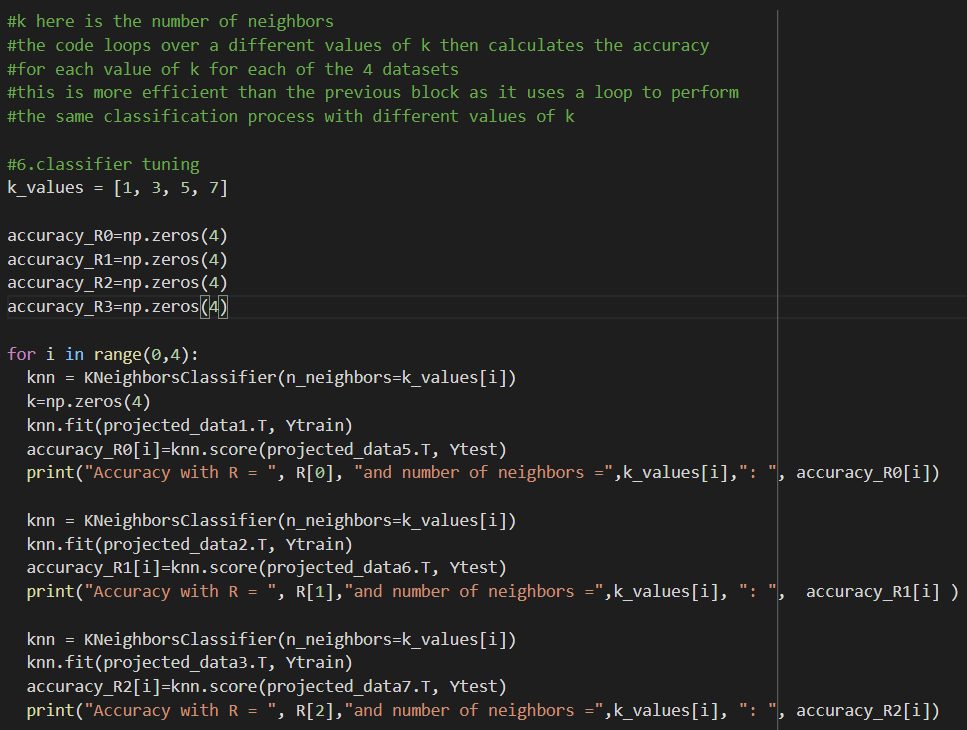 #k here is the number of neighbors
#the code loops over a different values of k then calculates the accuracy
#for each value of k for each of the 4 datasets
#this is more efficient than the previous block as it uses a loop to perform
#the same classification process with different values of k
#6.classifier tuning
k_values = [1, 3, 5, 7]
accuracy_R0=np.zeros(4)
accuracy_R1=np.zeros(4)
accuracy_R2=np.zeros(4)
accuracy_R3=np.zeros(4)
for i in range(0,4):
  knn = KNeighborsClassifier(n_neighbors=k_values[i])
  k=np.zeros(4)
  knn.fit(projected_data1.T, Ytrain)
  accuracy_R0[i]=knn.score(projected_data5.T, Ytest)
  print("Accuracy with R = ", R[0], "and number of neighbors =",k_values[i],": ", accuracy_R0[i])
  knn = KNeighborsClassifier(n_neighbors=k_values[i])
  knn.fit(projected_data2.T, Ytrain)
  accuracy_R1[i]=knn.score(projected_data6.T, Ytest)
  print("Accuracy with R = ", R[1],"and number of neighbors =",k_values[i], ": ",  accuracy_R1[i] )
  knn = KNeighborsClassifier(n_neighbors=k_values[i])
  knn.fit(projected_data3.T, Ytrain)
  accuracy_R2[i]=knn.score(projected_data7.T, Ytest)
  print("Accuracy with R = ", R[2],"and number of neighbors =",k_values[i], ": ", accuracy_R2[i])